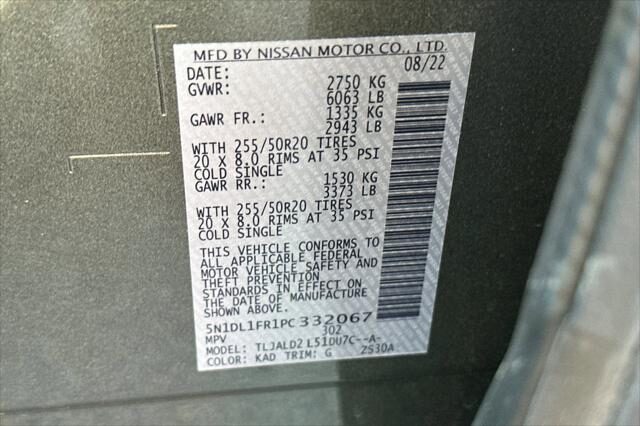 MFD BY NISSAN MOTOR CO., LTD.
DATE: 08/22
GVWR: 2750 KG
6063 LB
GAWR FR.: 1335 KG
2943 LB
WITH 255/50R20 TIRES
20 X 8.0 RIMS AT 35 PSI
COLD SINGLE
GAWR RR.: 1530 KG
3373 LB
WITH 255/50R20 TIRES
20 X 8.0 RIMS AT 35 PSI
COLD SINGLE
THIS VEHICLE CONFORMS TO
ALL APPLICABLE FEDERAL
MOTOR VEHICLE SAFETY AND
THEFT PREVENTION
STANDARDS IN EFFECT ON
THE DATE OF MANUFACTURE
SHOWN ABOVE.
5N1DL1FR1PC332067
MPV 302
MODEL: TLJALD2 L51DU7C--A-
COLOR: KAD TRIM: G ZS30A